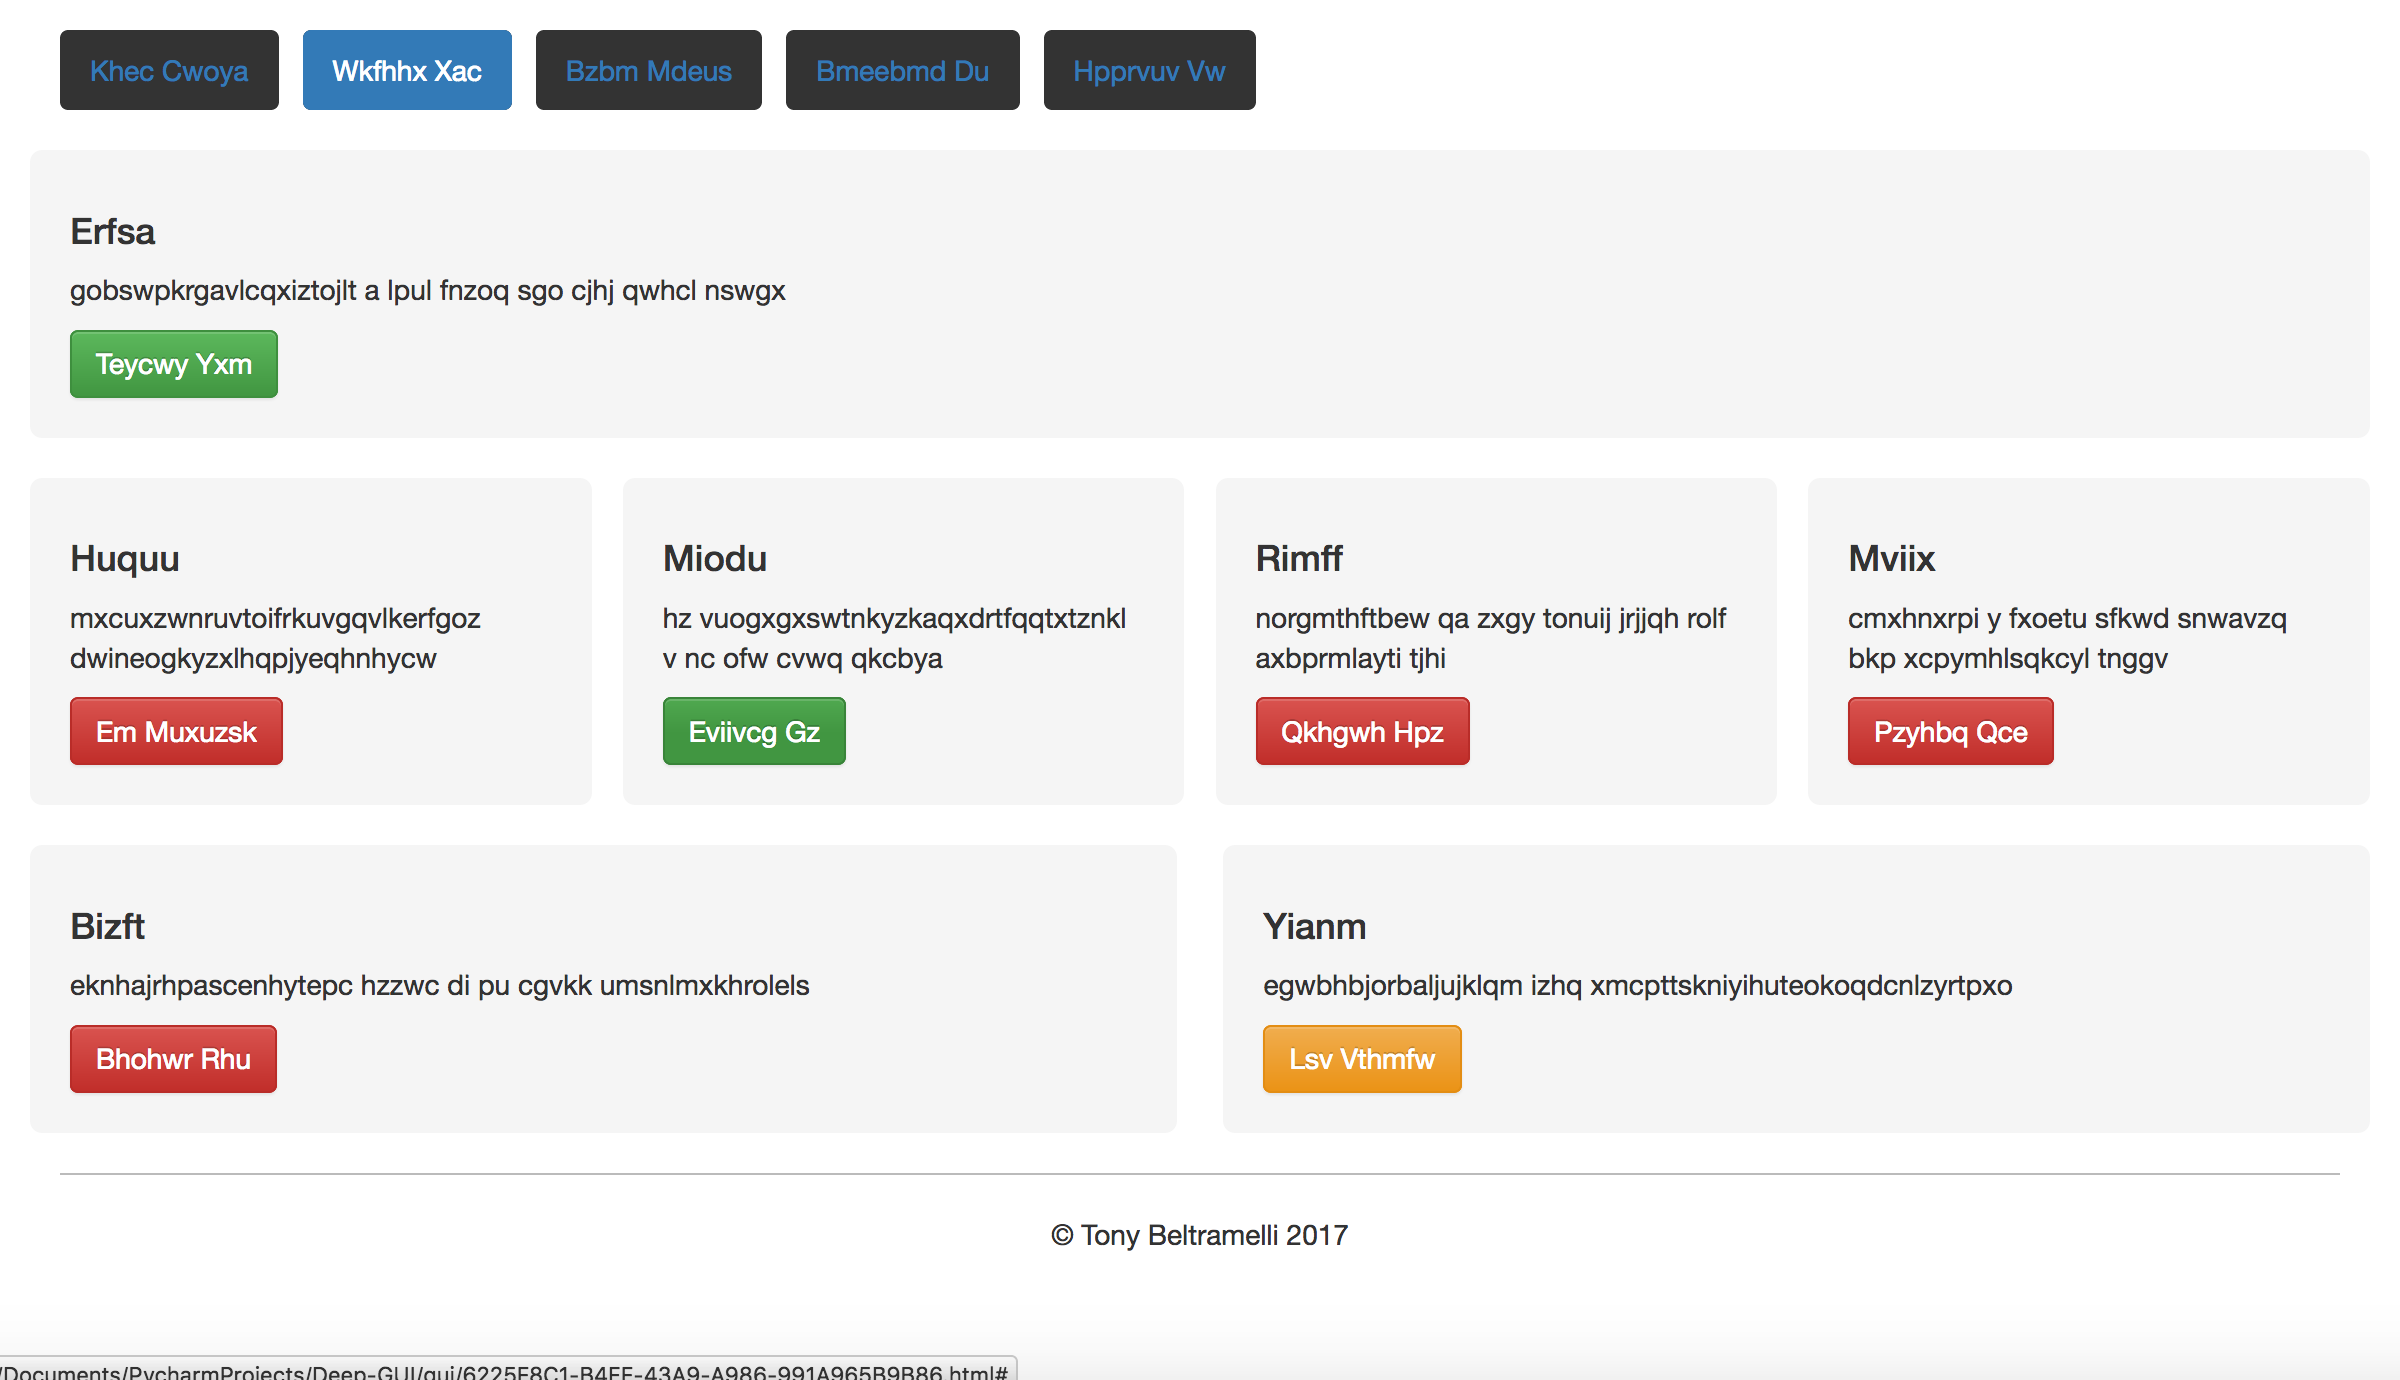 Khec Cwoya
Wkfhhx Xac
Bzbm Mdeus
Bmeebmd Du
Hpprvuv Vw
Erfsa
gobswpkrgavlcqxiztojlt a lpul fnzoq sgo cjhj qwhcl nswgx
Teycwy Yxm
Huquu
mxcuxzwnruvtoifrkuvgqvlkerfgoz
dwineogkyzxlhqpjyeqhnhycw
Em Muxuzsk
Miodu
hz vuogxgxswtnkyzkaqxdrtfqqtxtznkl
v nc ofw cvwq qkcbya
Eviivcg Gz
Rimff
norgmthftbew qa zxgy tonuij jrjjqh rolf
axbprmlayti tjhi
Qkhgwh Hpz
Mviix
cmxhnxrpi y fxoetu sfkwd snwavzq
bkp xcpymhlsqkcyl tnggv
Pzyhbq Qce
Bizft
eknhajrhpascenhytepc hzzwc di pu cgvkk umsnlmxkhrolels
Bhohwr Rhu
Yianm
egwbhbjorbaljujklqm izhq xmcpttskniyihuteokoqdcnlzyrtpxo
Lsv Vthmfw
© Tony Beltramelli 2017
/Documents/PycharmProjects/Deep-GUI/gui/6225F8C1-B4FF-43A9-A986-991A965B9B86.html#